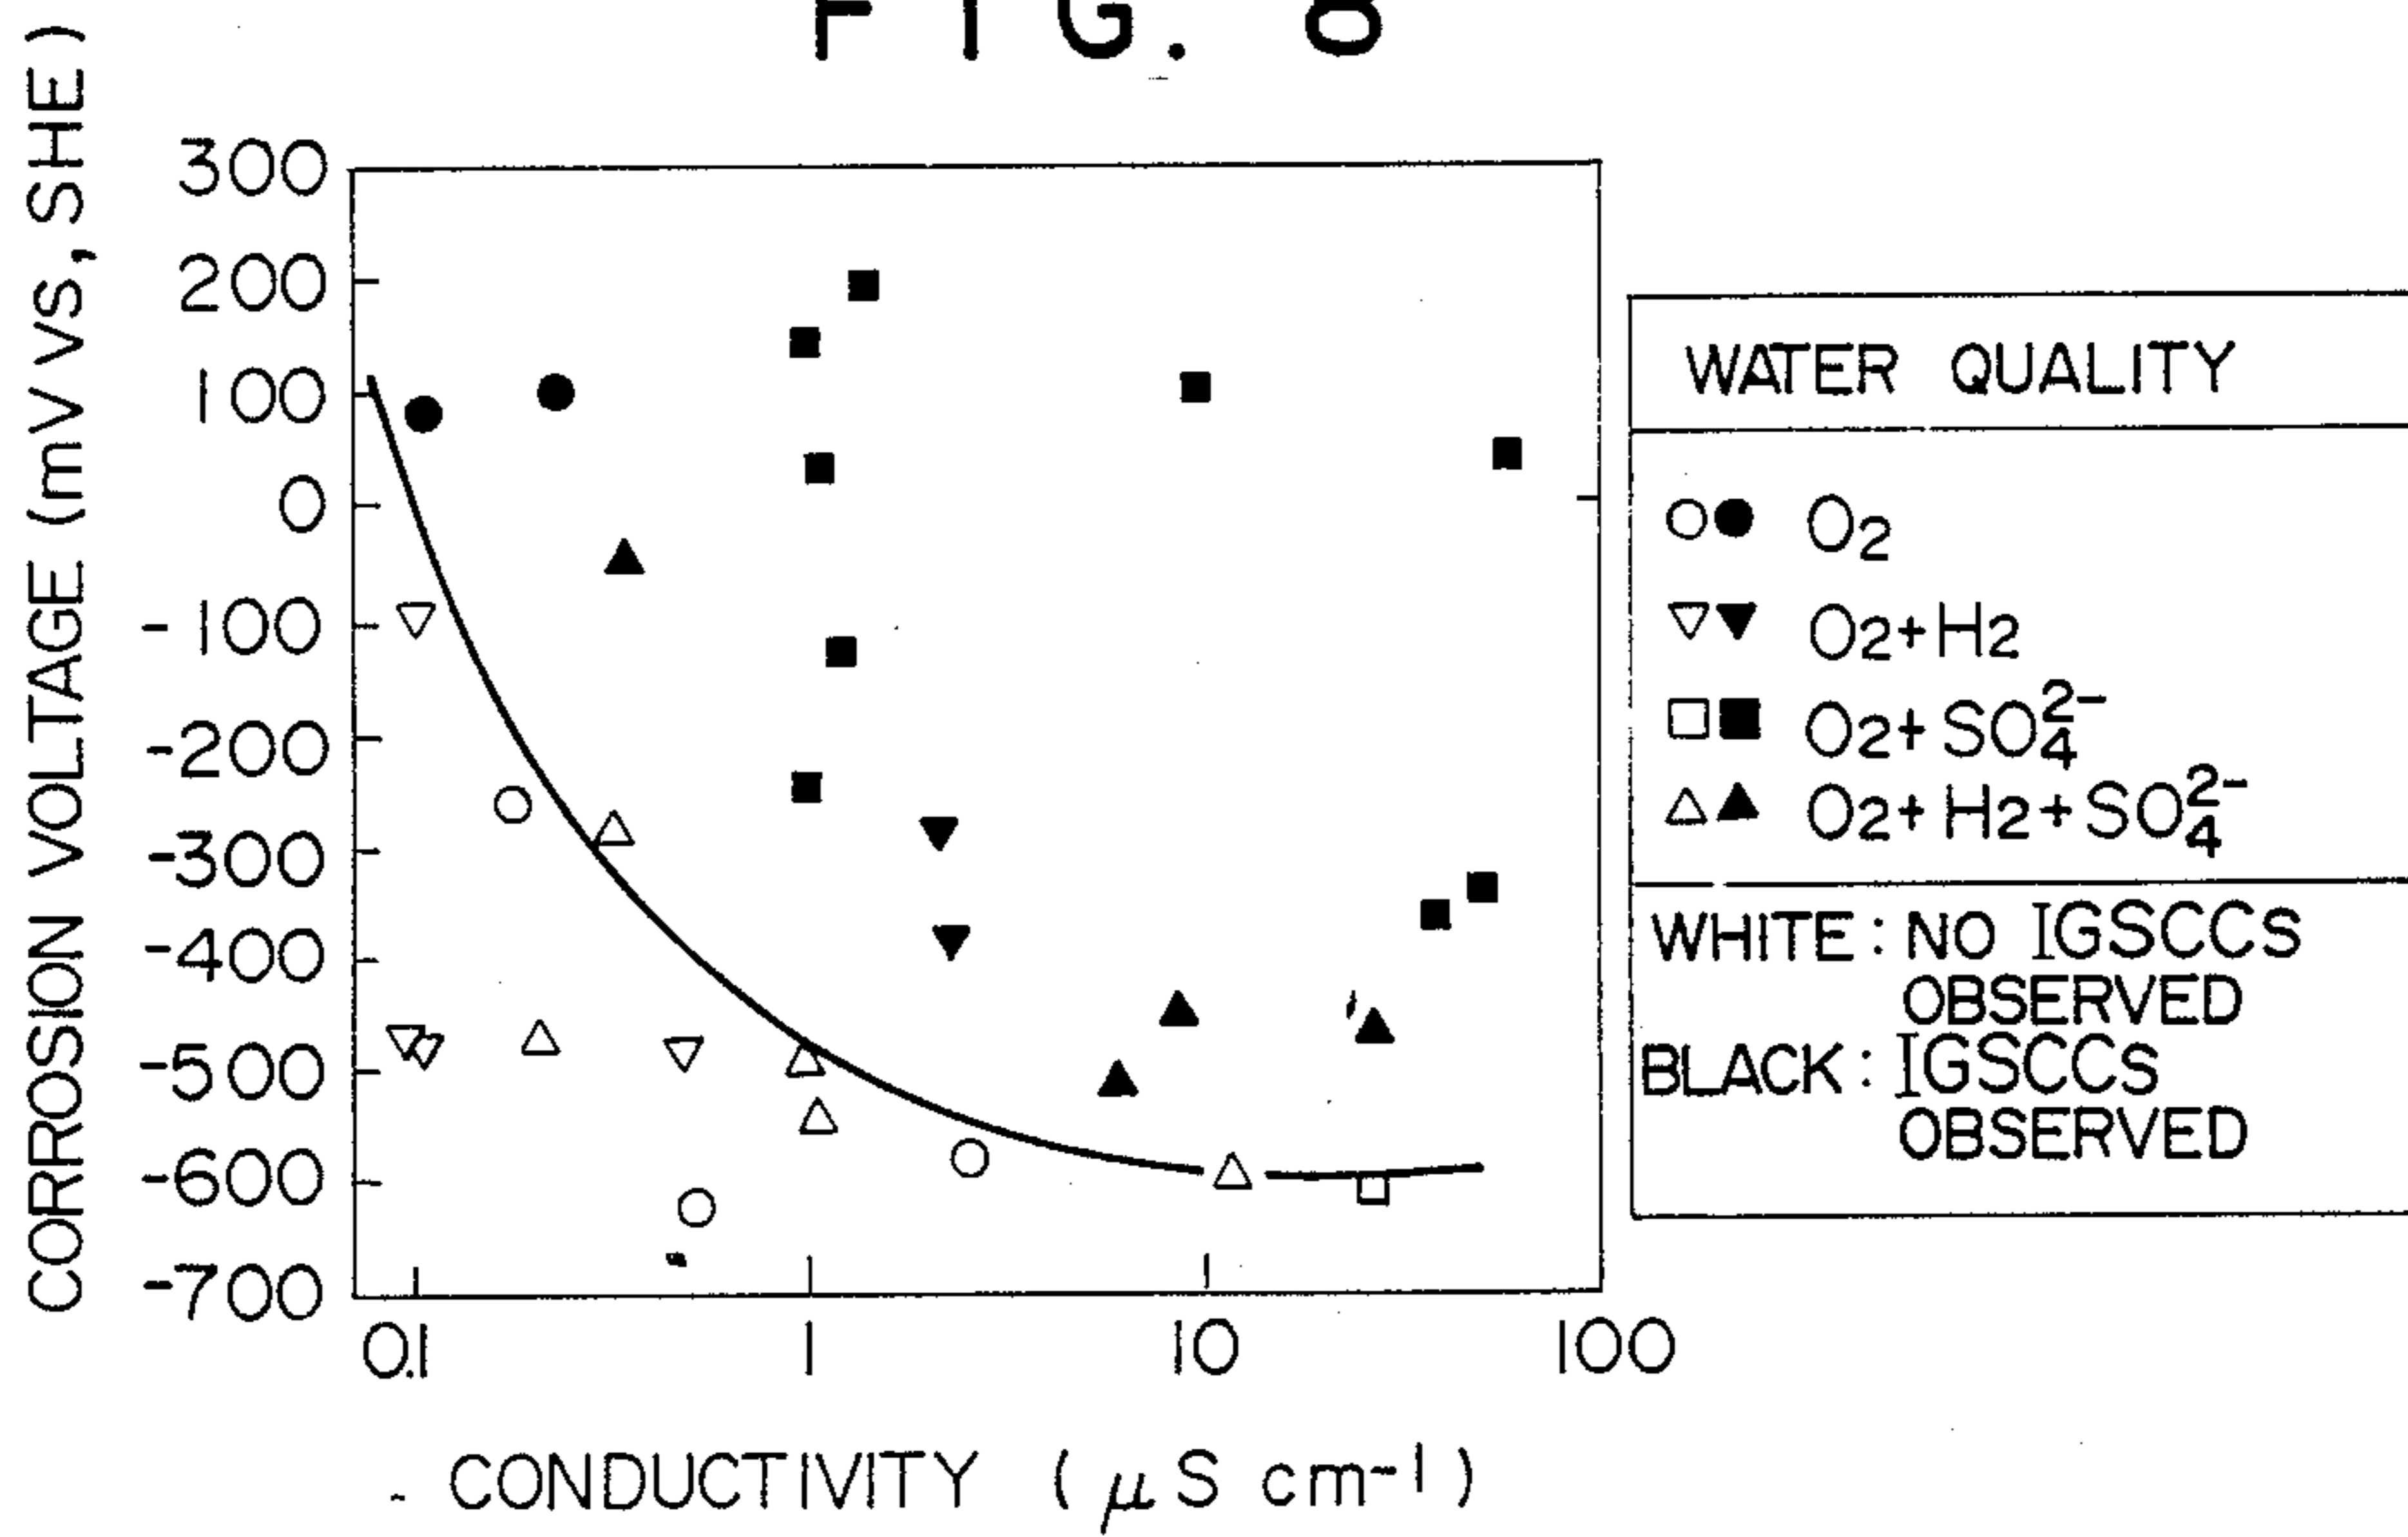 FIG. 8
CORROSION VOLTAGE (mV vs, SHE)
300
200
100
0
-100
-200
-300
-400
-500
-600
-700
0.1 1 10 100
CONDUCTIVITY (μS cm⁻¹)
WATER QUALITY
○● O₂
▽▼ O₂+H₂
□■ O₂+SO₄²⁻
△▲ O₂+H₂+SO₄²⁻
WHITE: NO IGSCCs
OBSERVED
BLACK: IGSCCs
OBSERVED